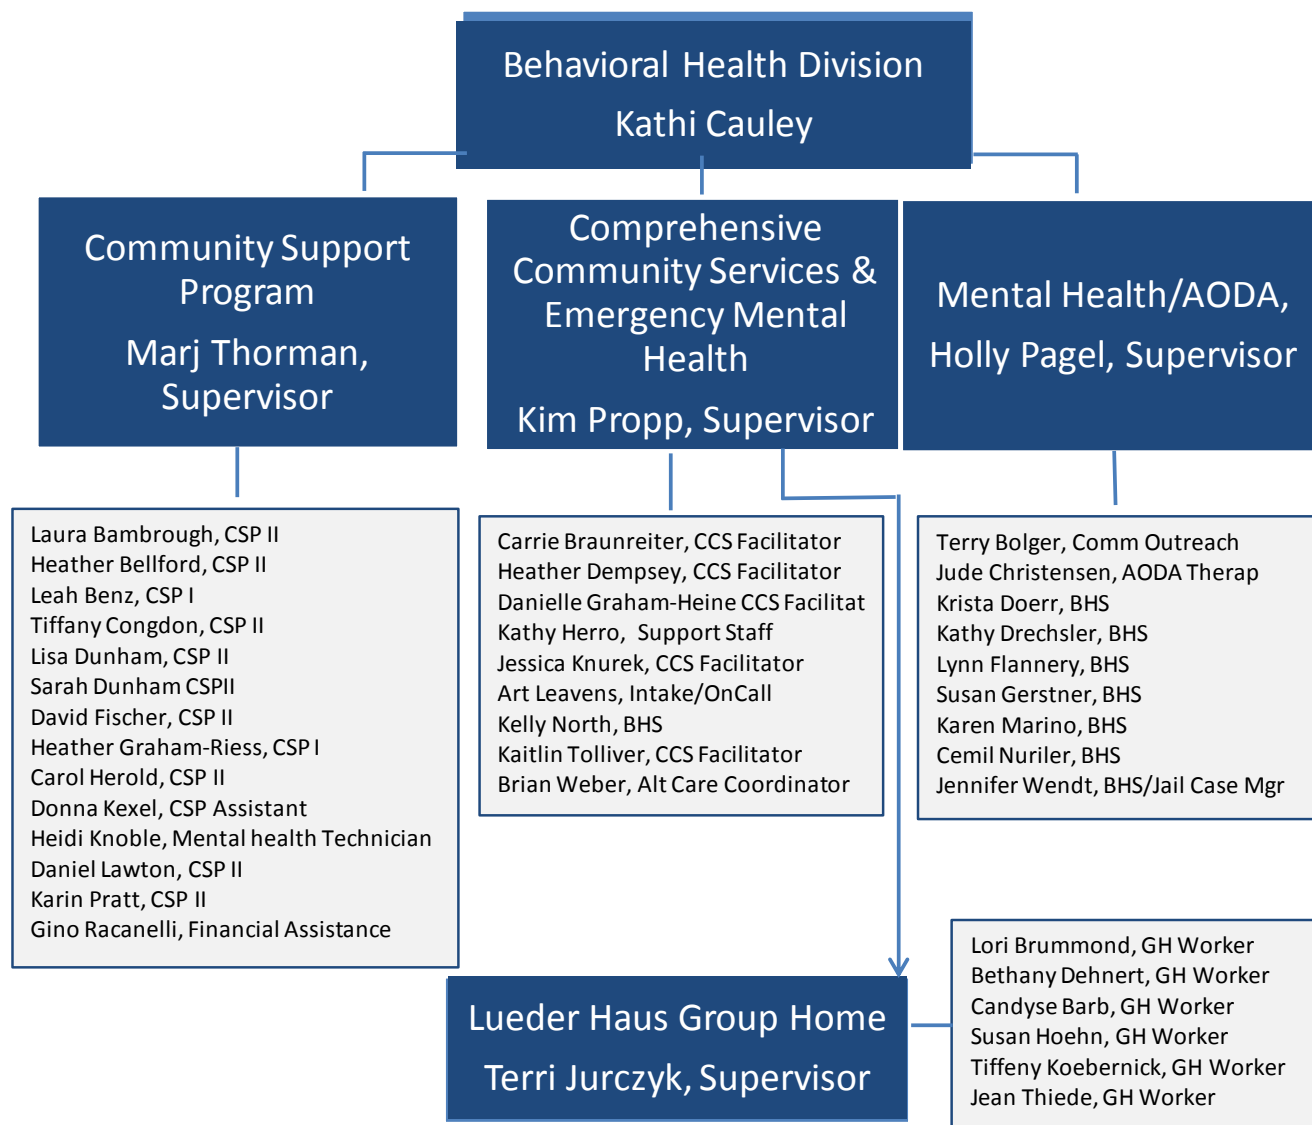 Behavioral Health Division
Kathi Cauley
Community Support
Program
Marj Thorman,
Supervisor
Comprehensive
Community Services &
Emergency Mental
Health
Kim Propp, Supervisor
Mental Health/AODA,
Holly Pagel, Supervisor
Laura Bambrough, CSP II
Heather Bellford, CSP II
Leah Benz, CSP I
Tiffany Congdon, CSP II
Lisa Dunham, CSP II
Sarah Dunham CSPII
David Fischer, CSP II
Heather Graham-Riess, CSP I
Carol Herold, CSP II
Donna Kexel, CSP Assistant
Heidi Knoble, Mental health Technician
Daniel Lawton, CSP II
Karin Pratt, CSP II
Gino Racanelli, Financial Assistance
Carrie Braunreiter, CCS Facilitator
Heather Dempsey, CCS Facilitator
Danielle Graham-Heine CCS Facilitat
Kathy Herro, Support Staff
Jessica Knurek, CCS Facilitator
Art Leavens, Intake/OnCall
Kelly North, BHS
Kaitlin Tolliver, CCS Facilitator
Brian Weber, Alt Care Coordinator
Terry Bolger, Comm Outreach
Jude Christensen, AODA Therap
Krista Doerr, BHS
Kathy Drechsler, BHS
Lynn Flannery, BHS
Susan Gerstner, BHS
Karen Marino, BHS
Cemil Nuriler, BHS
Jennifer Wendt, BHS/Jail Case Mgr
Lueder Haus Group Home
Terri Jurczyk, Supervisor
Lori Brummond, GH Worker
Bethany Dehnert, GH Worker
Candyse Barb, GH Worker
Susan Hoehn, GH Worker
Tiffeny Koebernick, GH Worker
Jean Thiede, GH Worker